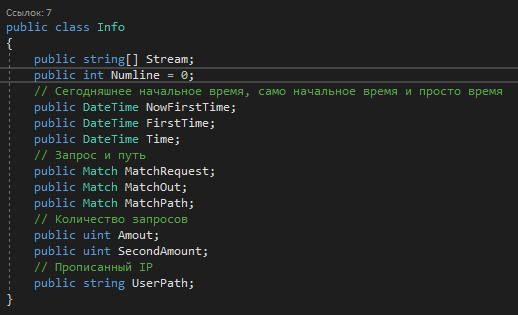 Ссылок: 7
public class Info
{
public string[] Stream;
public int Numline = 0;
// Сегодняшнее начальное время, само начальное время и просто время
public DateTime NowFirstTime;
public DateTime FirstTime;
public DateTime Time;
// Запрос и путь
public Match MatchRequest;
public Match MatchOut;
public Match MatchPath;
// Количество запросов
public uint Amout;
public uint SecondAmount;
// Прописанный IP
public string UserPath;
}